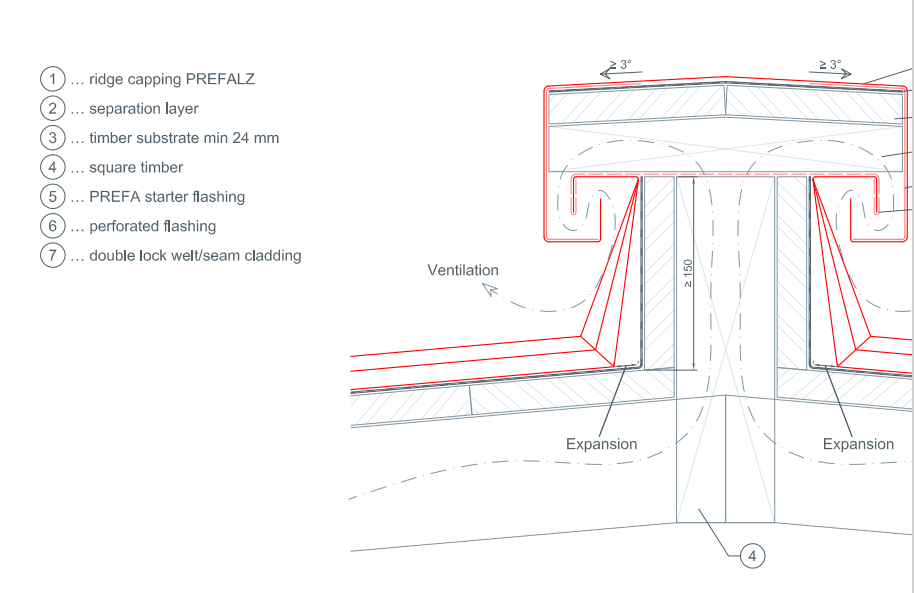 1 ... ridge capping PREFALZ
2 ... separation layer
3 ... timber substrate min 24 mm
4 ... square timber
5 ... PREFA starter flashing
6 ... perforated flashing
7 ... double lock welt/seam cladding
≥ 3°
≥ 3°
Ventilation
≥ 150
Expansion
Expansion
4